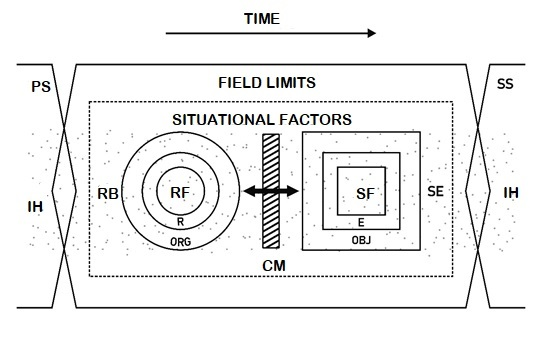 TIME
PS
FIELD LIMITS
SS
SITUATIONAL FACTORS
IH
RB
RF
R
ORG
CM
SF
E
OBJ
SE
IH